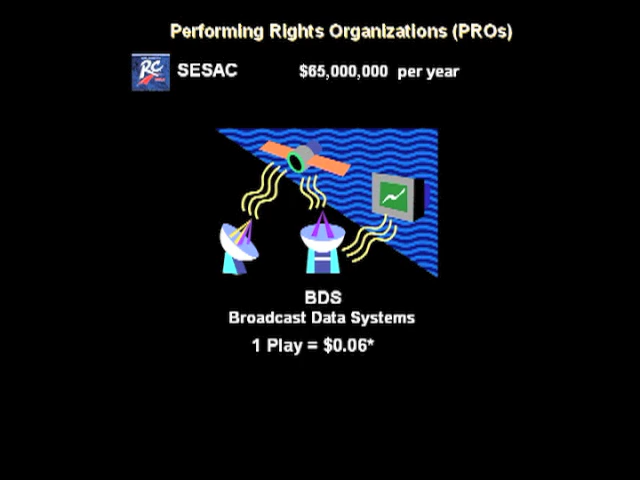 Performing Rights Organizations (PROs)
RC SESAC $65,000,000 per year
BDS
Broadcast Data Systems
1 Play = $0.06*